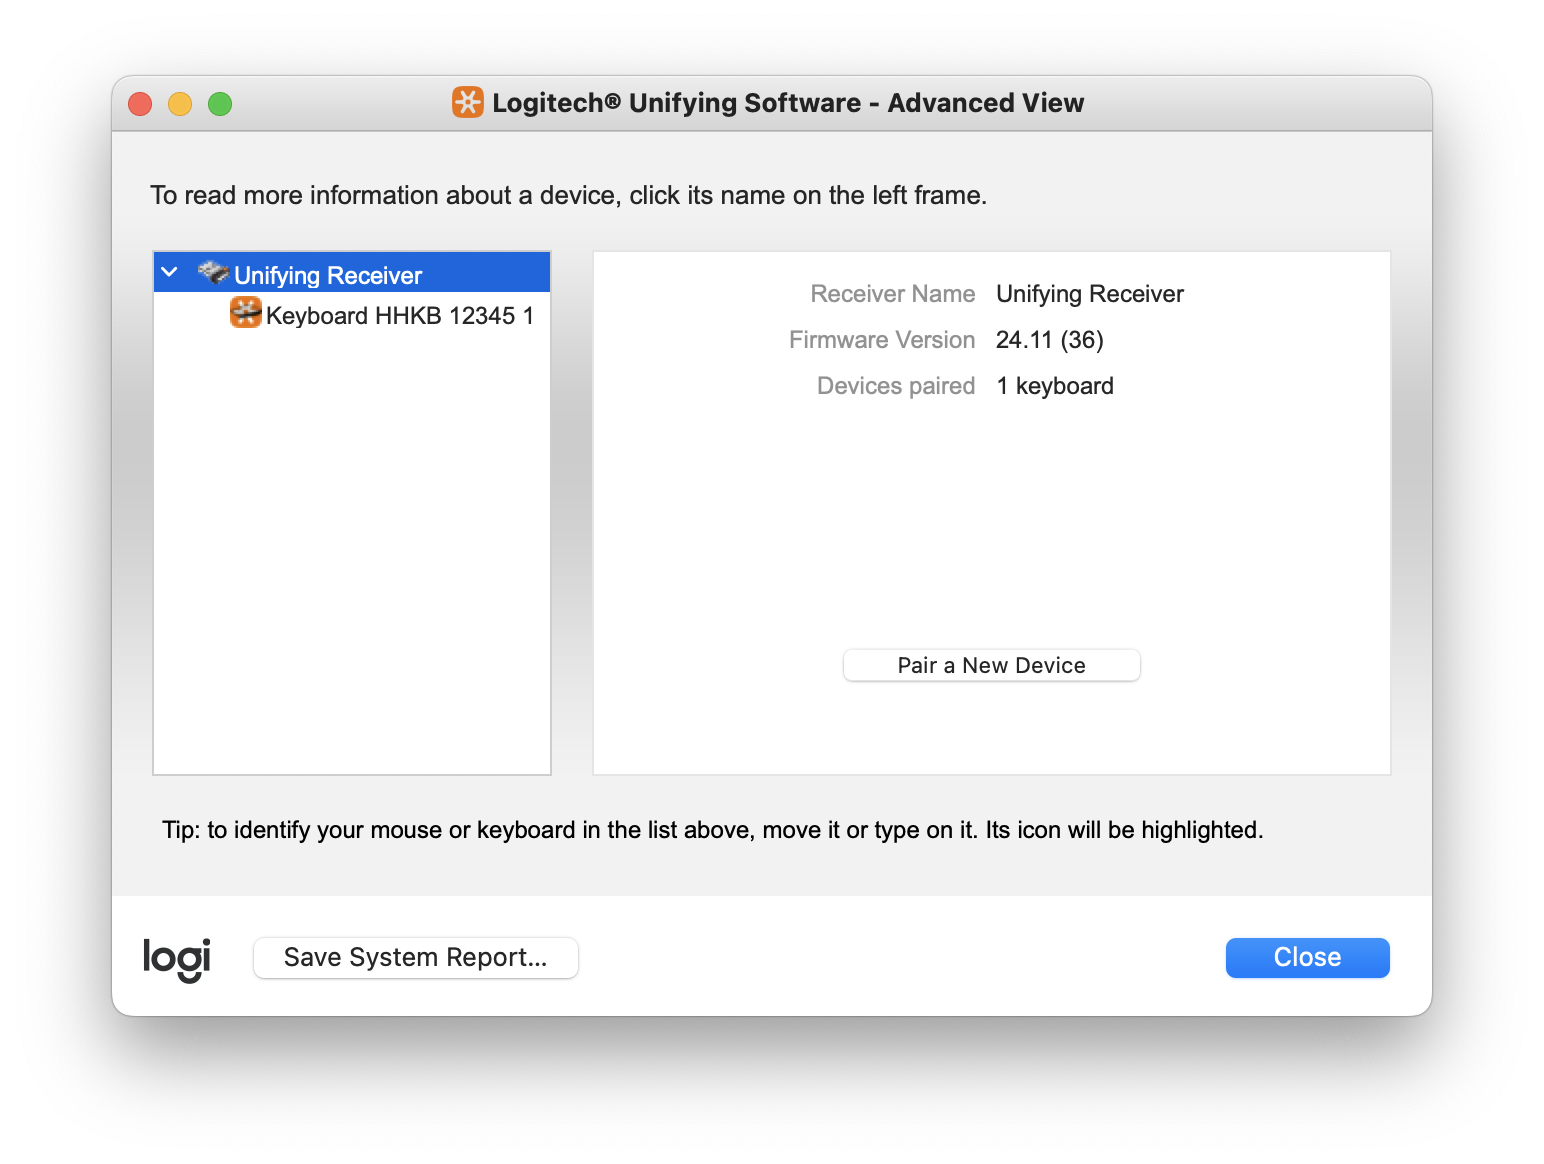 Logitech® Unifying Software - Advanced View
To read more information about a device, click its name on the left frame.
Unifying Receiver
Keyboard HHKB 12345 1
Receiver Name Unifying Receiver
Firmware Version 24.11 (36)
Devices paired 1 keyboard
Pair a New Device
Tip: to identify your mouse or keyboard in the list above, move it or type on it. Its icon will be highlighted.
logi
Save System Report...
Close